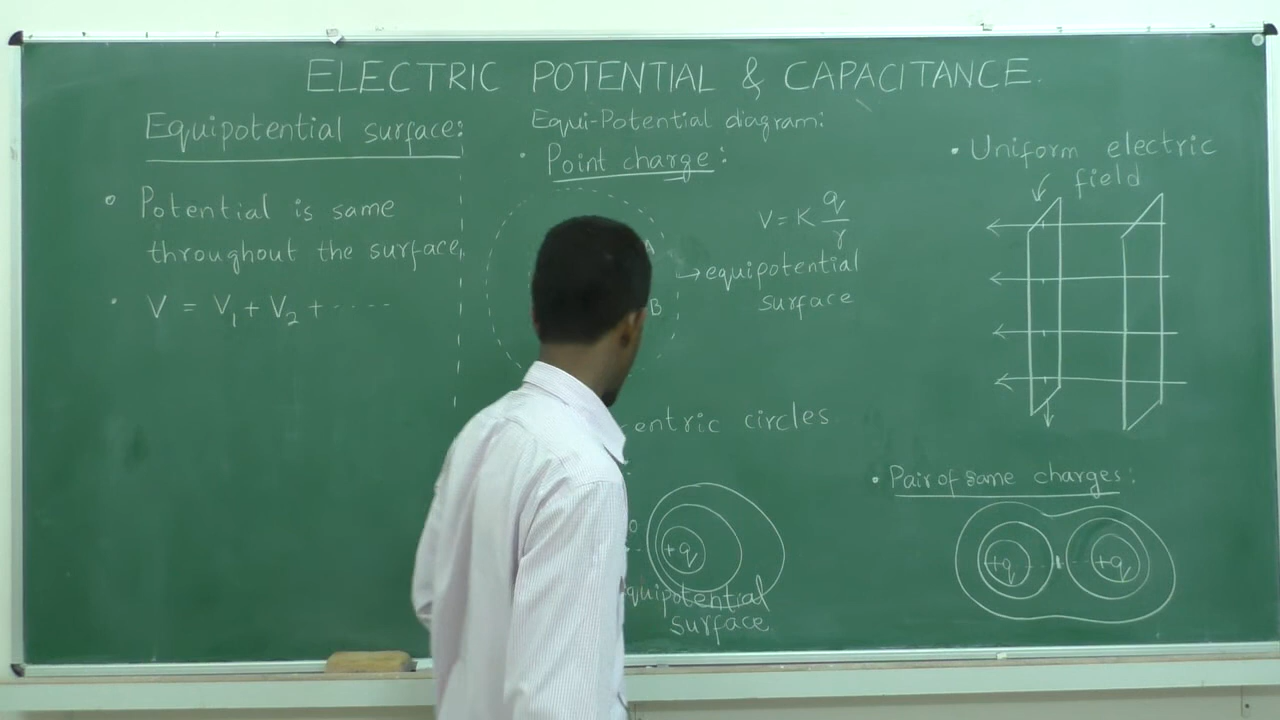 ELECTRIC POTENTIAL & CAPACITANCE.
Equipotential surface:
• Potential is same
throughout the surface,
• V = V1 + V2 + ------
Equi-Potential diagram:
• Point charge:
A
B
V = K q/r
→ equipotential
surface
centric circles
+q
equipotential
surface
• Uniform electric
field
• Pair of same charges:
+q +q